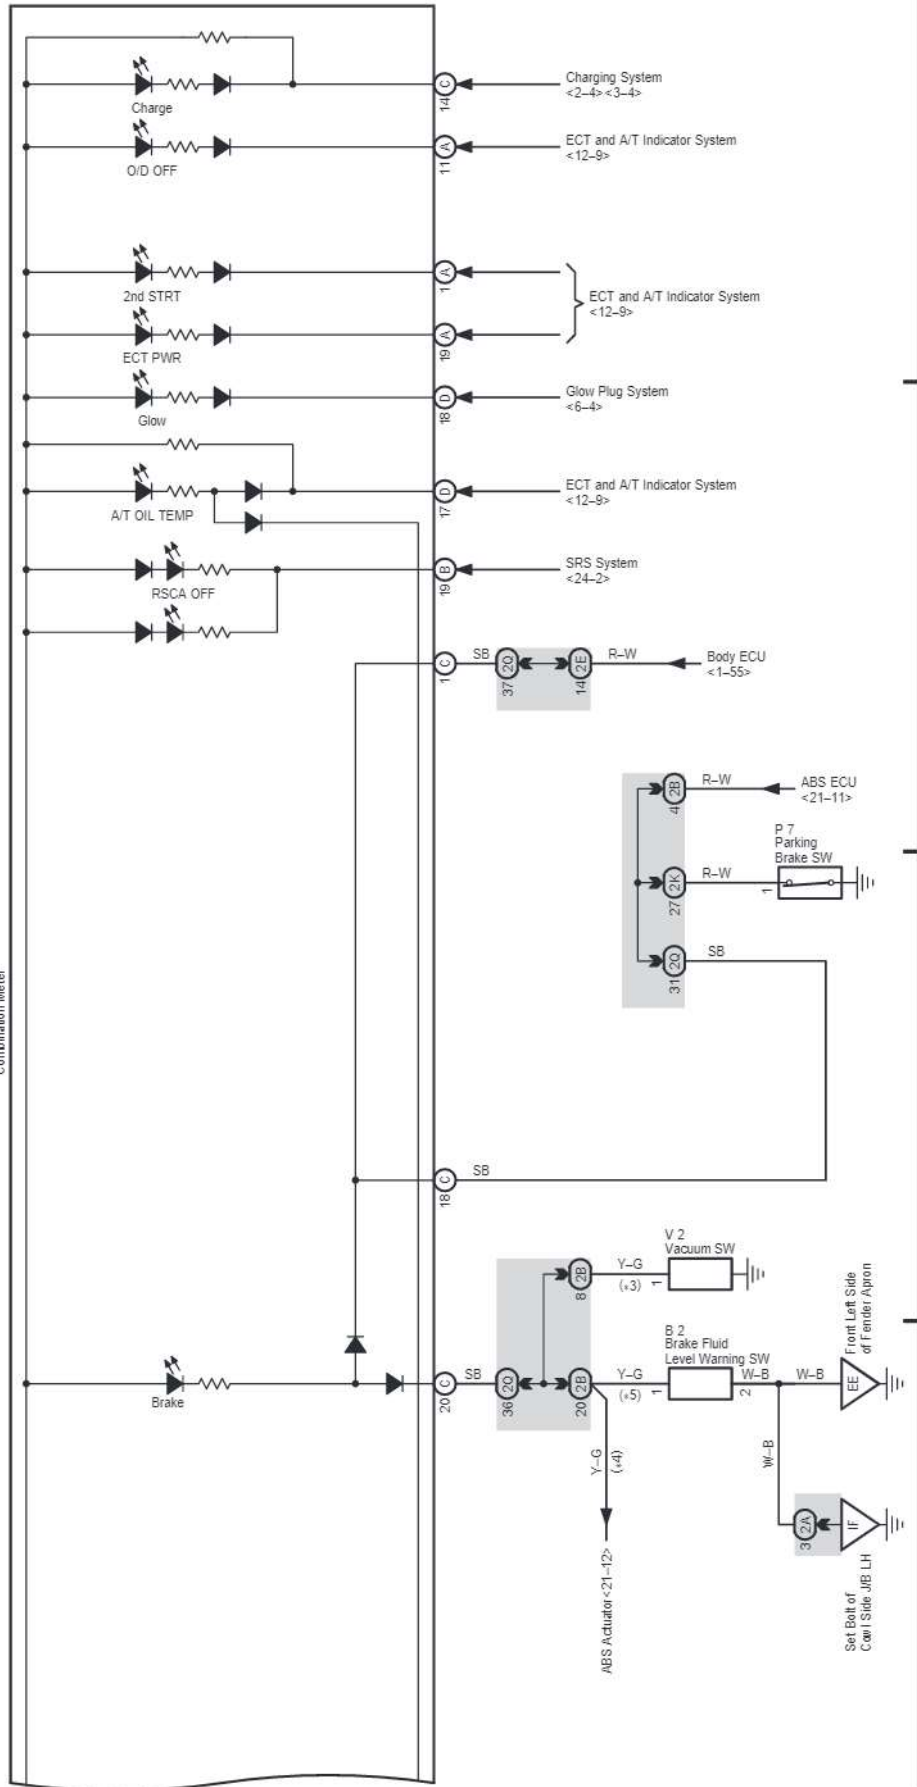 Charging System
<2–4> <3–4>
14 C
Charge
ECT and A/T Indicator System
<12–9>
11 A
O/D OFF
1 A
2nd STRT
ECT and A/T Indicator System
<12–9>
19 A
ECT PWR
Glow Plug System
<6–4>
18 D
Glow
ECT and A/T Indicator System
<12–9>
17 D
A/T OIL TEMP
SRS System
<24–2>
19 B
RSCA OFF
1 C
SB
37 2Q
14 2E
R–W
Body ECU
<1–55>
4 2B
R–W
ABS ECU
<21–11>
P 7
Parking
Brake SW
27 2K
R–W
1
31 2Q
SB
Combination Meter
18 C
SB
V 2
Vacuum SW
8 2B
Y–G
(*3)
1
B 2
Brake Fluid
Level Warning SW
Front Left Side
of Fender Apron
Brake
20 C
SB
36 2Q
20 2B
Y–G
(*5)
1
2
W–B
W–B
EE
Y–G
(*4)
W–B
ABS Actuator <21–12>
3 2A
IF
Set Bolt of
Cowl Side J/B LH